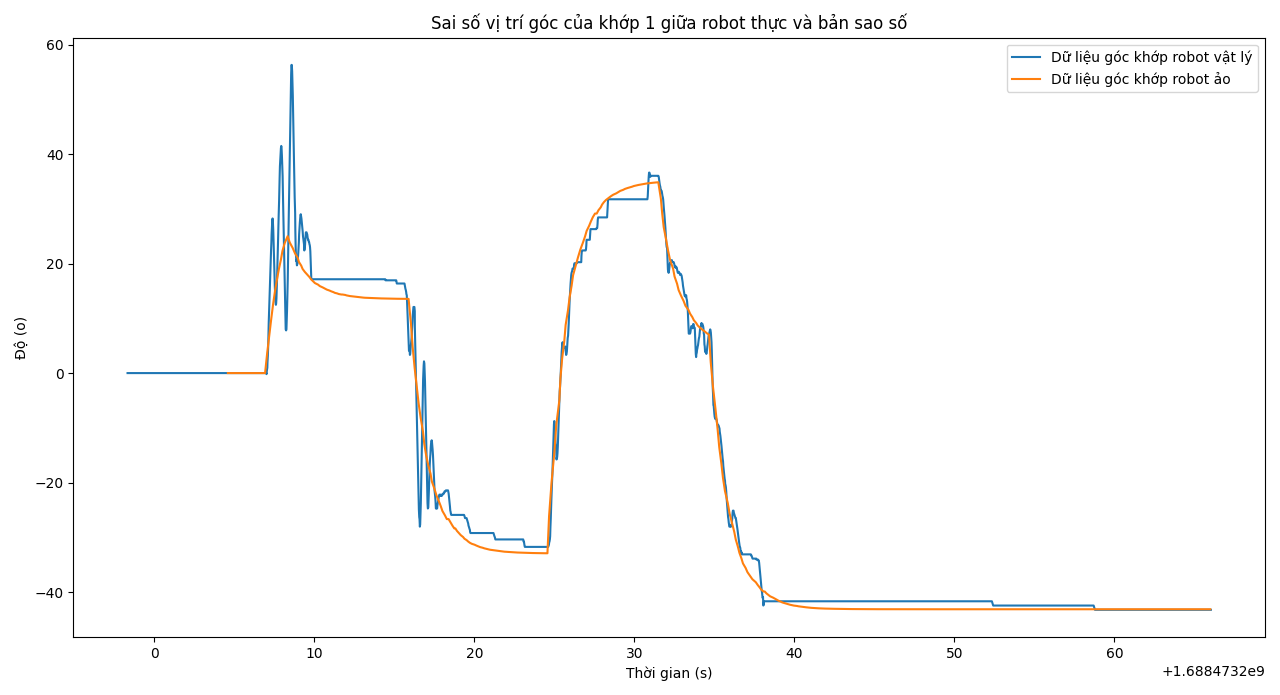 Sai số vị trí góc của khớp 1 giữa robot thực và bản sao số
Dữ liệu góc khớp robot vật lý
Dữ liệu góc khớp robot ảo
60
40
20
0
−20
−40
Độ (o)
0
10
20
30
40
50
60
Thời gian (s)
+1.6884732e9